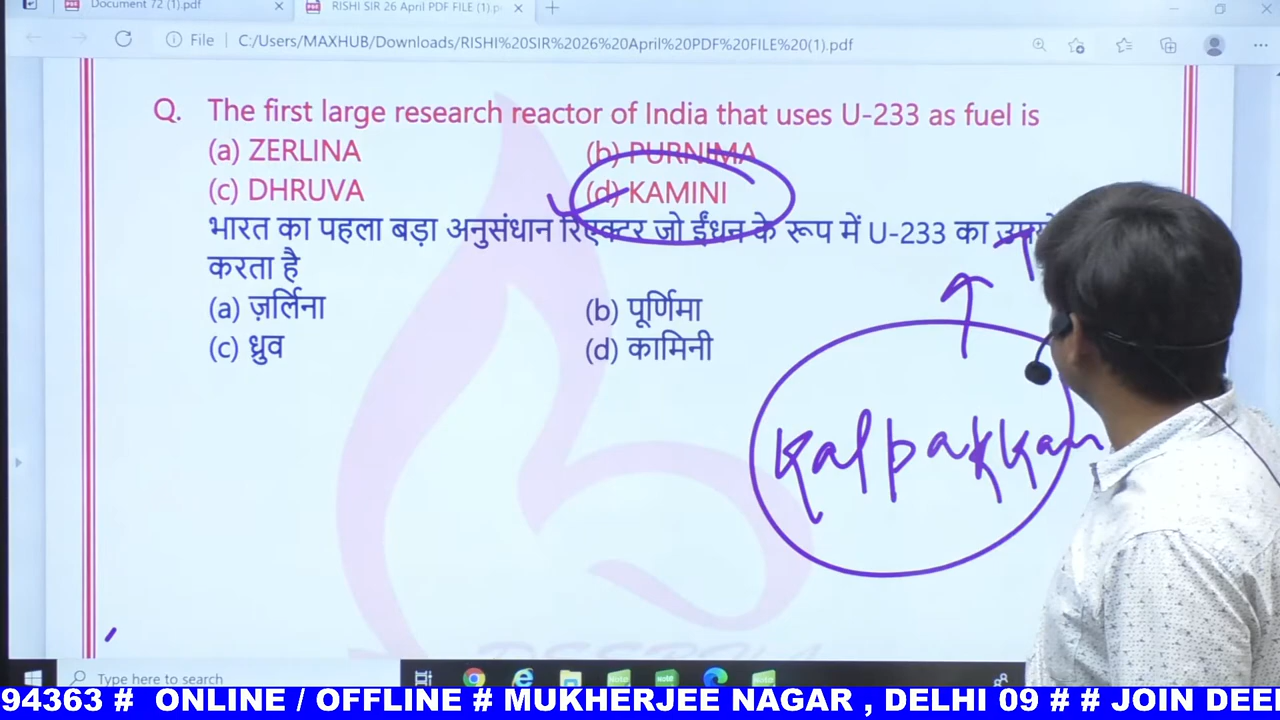 Document 72 (1).pdf
RISHI SIR 26 April PDF FILE (1).p
File | C:/Users/MAXHUB/Downloads/RISHI%20SIR%2026%20April%20PDF%20FILE%20(1).pdf
Q. The first large research reactor of India that uses U-233 as fuel is
(a) ZERLINA (b) PURNIMA
(c) DHRUVA (d) KAMINI
भारत का पहला बड़ा अनुसंधान रिएक्टर जो ईंधन के रूप में U-233 का
करता है
(a) ज़र्लिना (b) पूर्णिमा
(c) ध्रुव (d) कामिनी
Kalpakkam
Type here to search
94363 # ONLINE / OFFLINE # MUKHERJEE NAGAR , DELHI 09 # # JOIN DEE